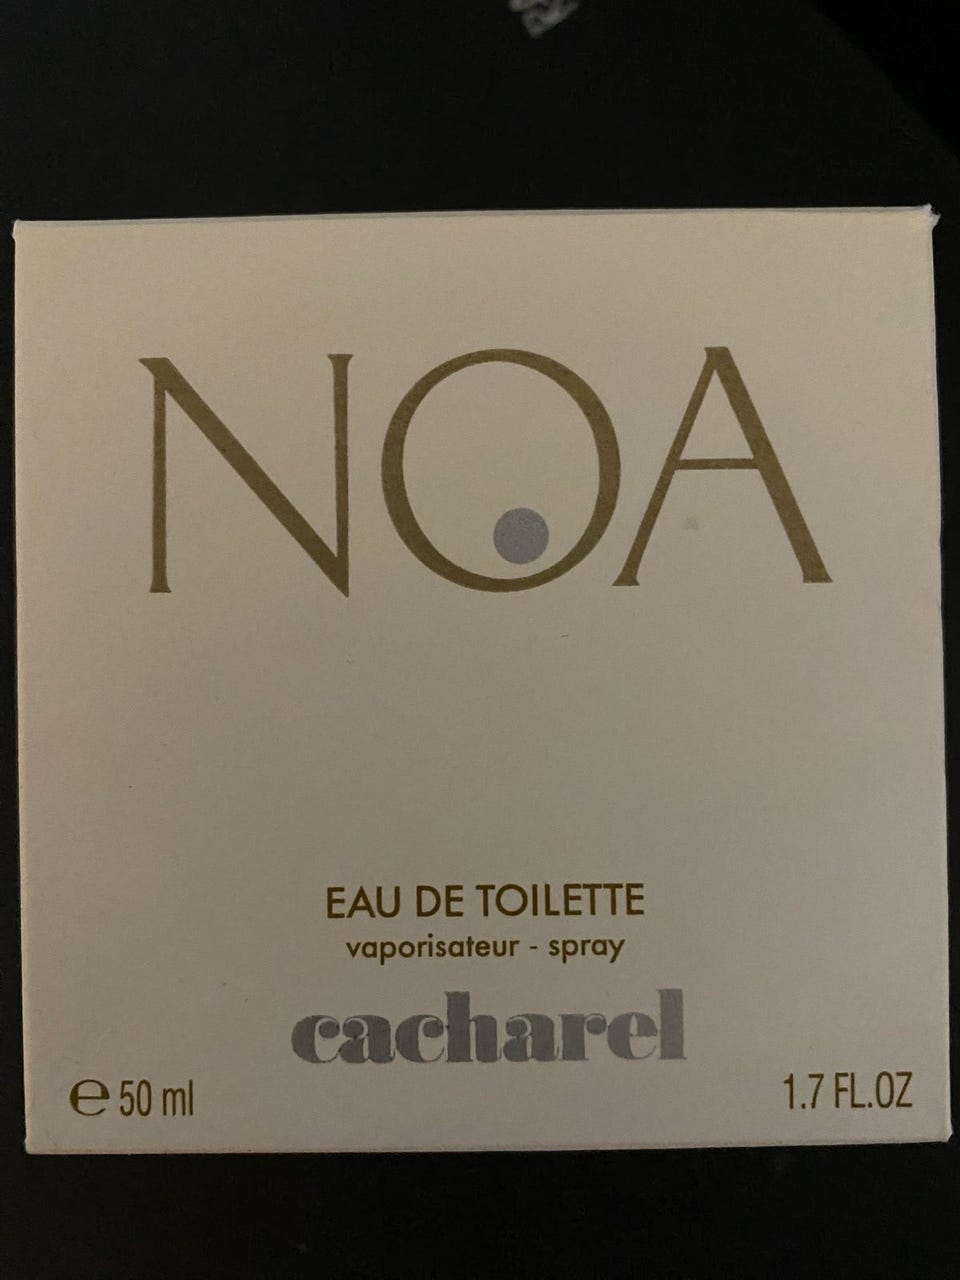 NOA
EAU DE TOILETTE
vaporisateur - spray
cacharel
℮ 50 ml
1.7 FL.OZ